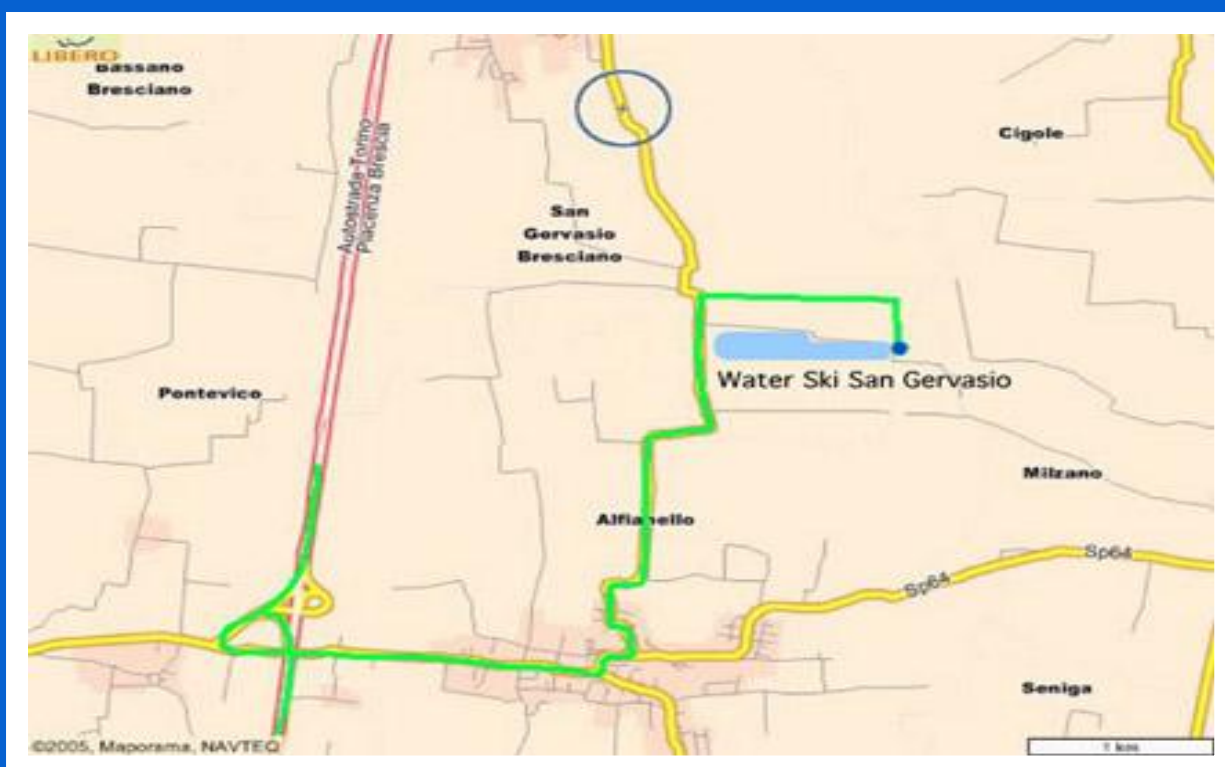 LIBERO
Bassano
Bresciano
Autostrada Torino
Piacenza Brescia
Cigole
San
Gervasio
Bresciano
Pontevico
Water Ski San Gervasio
Milzano
Alfianello
Sp64
Sp64
Seniga
©2005, Maporama, NAVTEQ
1 km